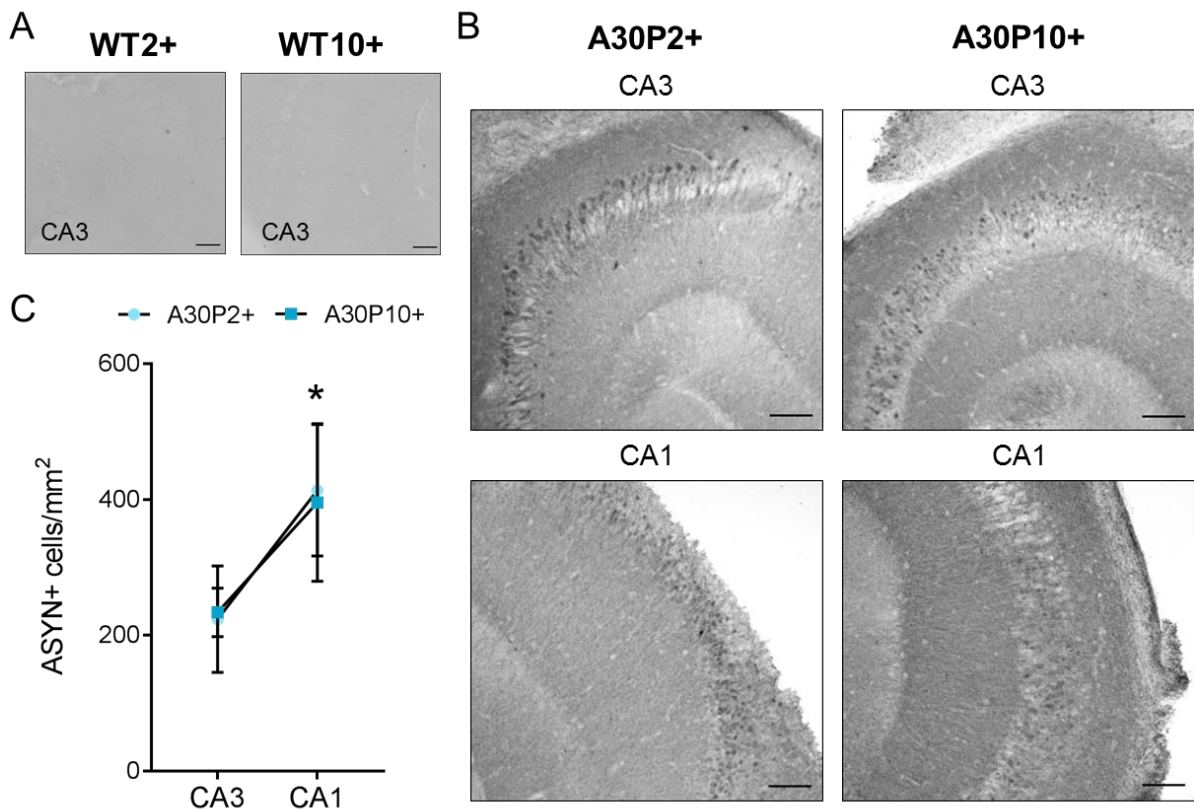 A
WT2+ WT10+
CA3 CA3
B
A30P2+ A30P10+
CA3 CA3
CA1 CA1
C
A30P2+ A30P10+
600
400
200
0
ASYN+ cells/mm²
*
CA3 CA1